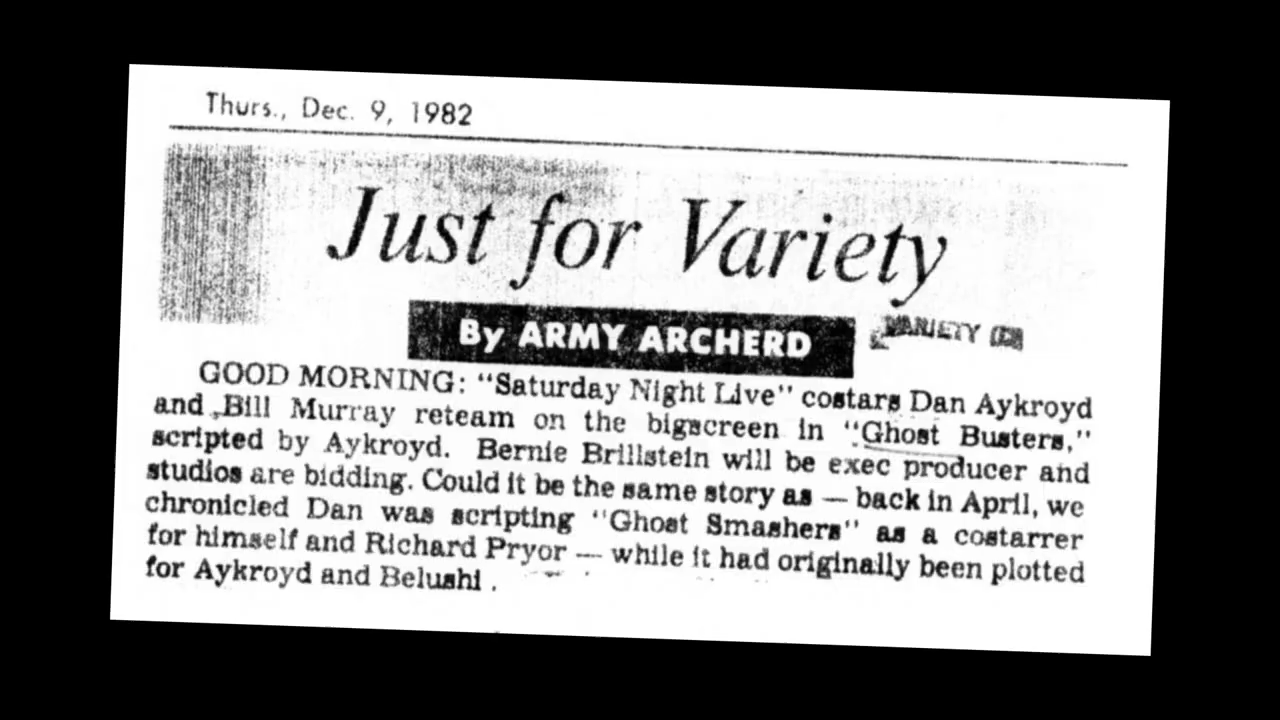 Thurs., Dec. 9, 1982
Just for Variety
By ARMY ARCHERD
VARIETY
GOOD MORNING: "Saturday Night Live" costars Dan Aykroyd
and Bill Murray reteam on the bigscreen in "Ghost Busters,"
scripted by Aykroyd. Bernie Brillstein will be exec producer and
studios are bidding. Could it be the same story as — back in April, we
chronicled Dan was scripting "Ghost Smashers" as a costarrer
for himself and Richard Pryor — while it had originally been plotted
for Aykroyd and Belushi.